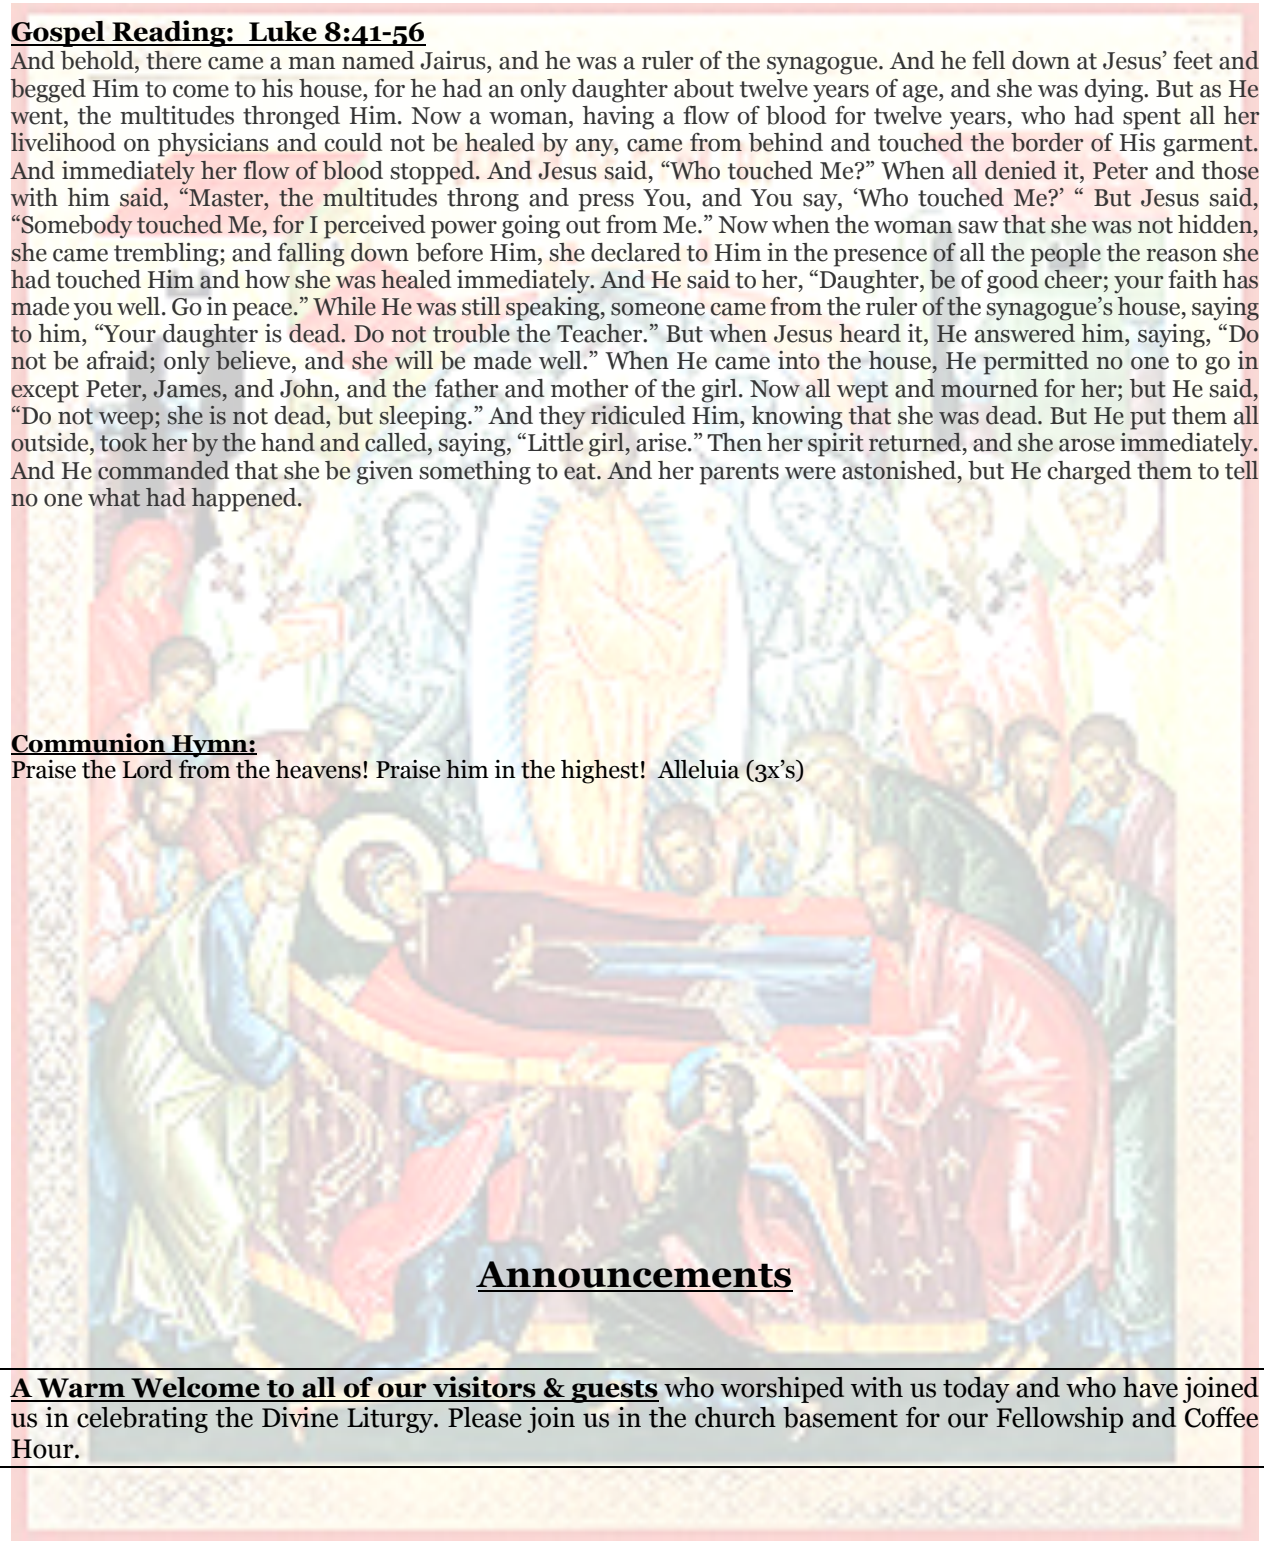 Gospel Reading:  Luke 8:41-56
And behold, there came a man named Jairus, and he was a ruler of the synagogue. And he fell down at Jesus’ feet and
begged Him to come to his house, for he had an only daughter about twelve years of age, and she was dying. But as He
went, the multitudes thronged Him. Now a woman, having a flow of blood for twelve years, who had spent all her
livelihood on physicians and could not be healed by any, came from behind and touched the border of His garment.
And immediately her flow of blood stopped. And Jesus said, “Who touched Me?” When all denied it, Peter and those
with him said, “Master, the multitudes throng and press You, and You say, ‘Who touched Me?’ “ But Jesus said,
“Somebody touched Me, for I perceived power going out from Me.” Now when the woman saw that she was not hidden,
she came trembling; and falling down before Him, she declared to Him in the presence of all the people the reason she
had touched Him and how she was healed immediately. And He said to her, “Daughter, be of good cheer; your faith has
made you well. Go in peace.” While He was still speaking, someone came from the ruler of the synagogue’s house, saying
to him, “Your daughter is dead. Do not trouble the Teacher.” But when Jesus heard it, He answered him, saying, “Do
not be afraid; only believe, and she will be made well.” When He came into the house, He permitted no one to go in
except Peter, James, and John, and the father and mother of the girl. Now all wept and mourned for her; but He said,
“Do not weep; she is not dead, but sleeping.” And they ridiculed Him, knowing that she was dead. But He put them all
outside, took her by the hand and called, saying, “Little girl, arise.” Then her spirit returned, and she arose immediately.
And He commanded that she be given something to eat. And her parents were astonished, but He charged them to tell
no one what had happened.
Communion Hymn:
Praise the Lord from the heavens! Praise him in the highest!  Alleluia (3x’s)
Announcements
A Warm Welcome to all of our visitors & guests who worshiped with us today and who have joined
us in celebrating the Divine Liturgy. Please join us in the church basement for our Fellowship and Coffee
Hour.